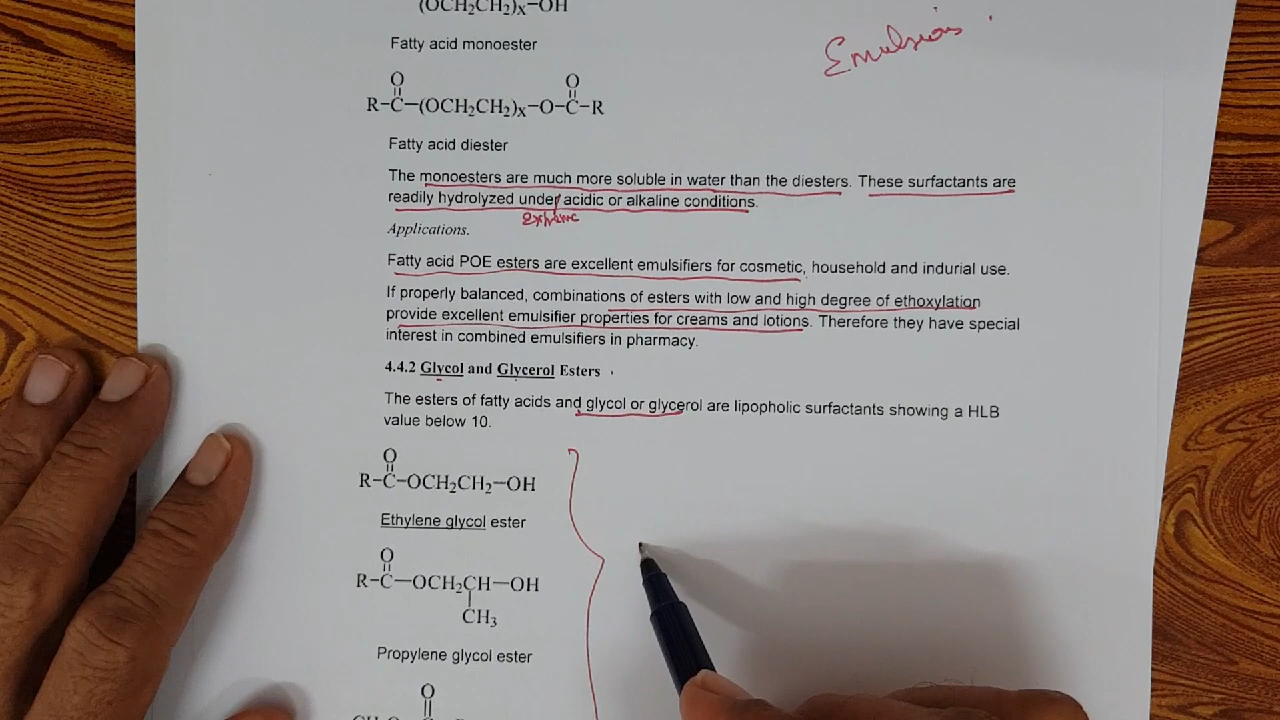 (OCH₂CH₂)ₓ−OH
Fatty acid monoester
Emulsions.
O O
R−C−(OCH₂CH₂)ₓ−O−C−R
Fatty acid diester
The monoesters are much more soluble in water than the diesters. These surfactants are
readily hydrolyzed under acidic or alkaline conditions.
extreme
Applications.
Fatty acid POE esters are excellent emulsifiers for cosmetic, household and indurial use.
If properly balanced, combinations of esters with low and high degree of ethoxylation
provide excellent emulsifier properties for creams and lotions. Therefore they have special
interest in combined emulsifiers in pharmacy.
4.4.2 Glycol and Glycerol Esters
The esters of fatty acids and glycol or glycerol are lipopholic surfactants showing a HLB
value below 10.
O
R−C−OCH₂CH₂−OH
Ethylene glycol ester
O
R−C−OCH₂CH−OH
CH₃
Propylene glycol ester
O